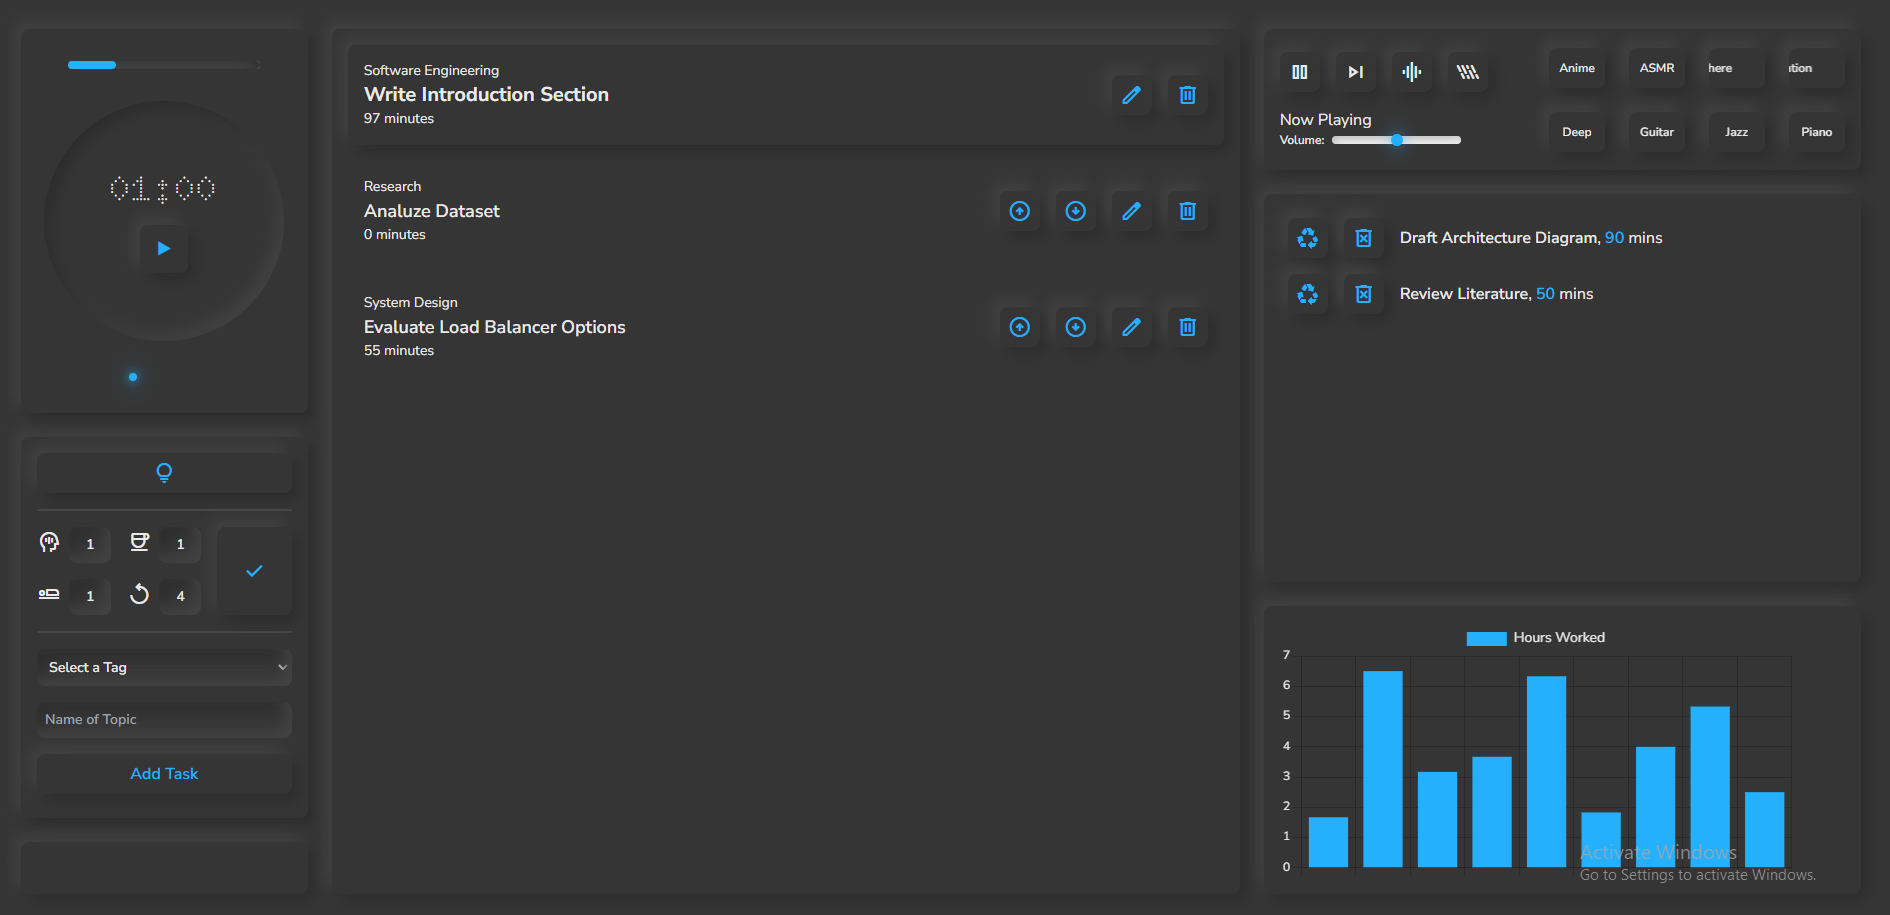 01:00
1
1
1
4
Select a Tag
Name of Topic
Add Task
Software Engineering
Write Introduction Section
97 minutes
Research
Analuze Dataset
0 minutes
System Design
Evaluate Load Balancer Options
55 minutes
Now Playing
Volume:
Anime
ASMR
here
ition
Deep
Guitar
Jazz
Piano
Draft Architecture Diagram, 90 mins
Review Literature, 50 mins
Hours Worked
7
6
5
4
3
2
1
0
Activate Windows
Go to Settings to activate Windows.